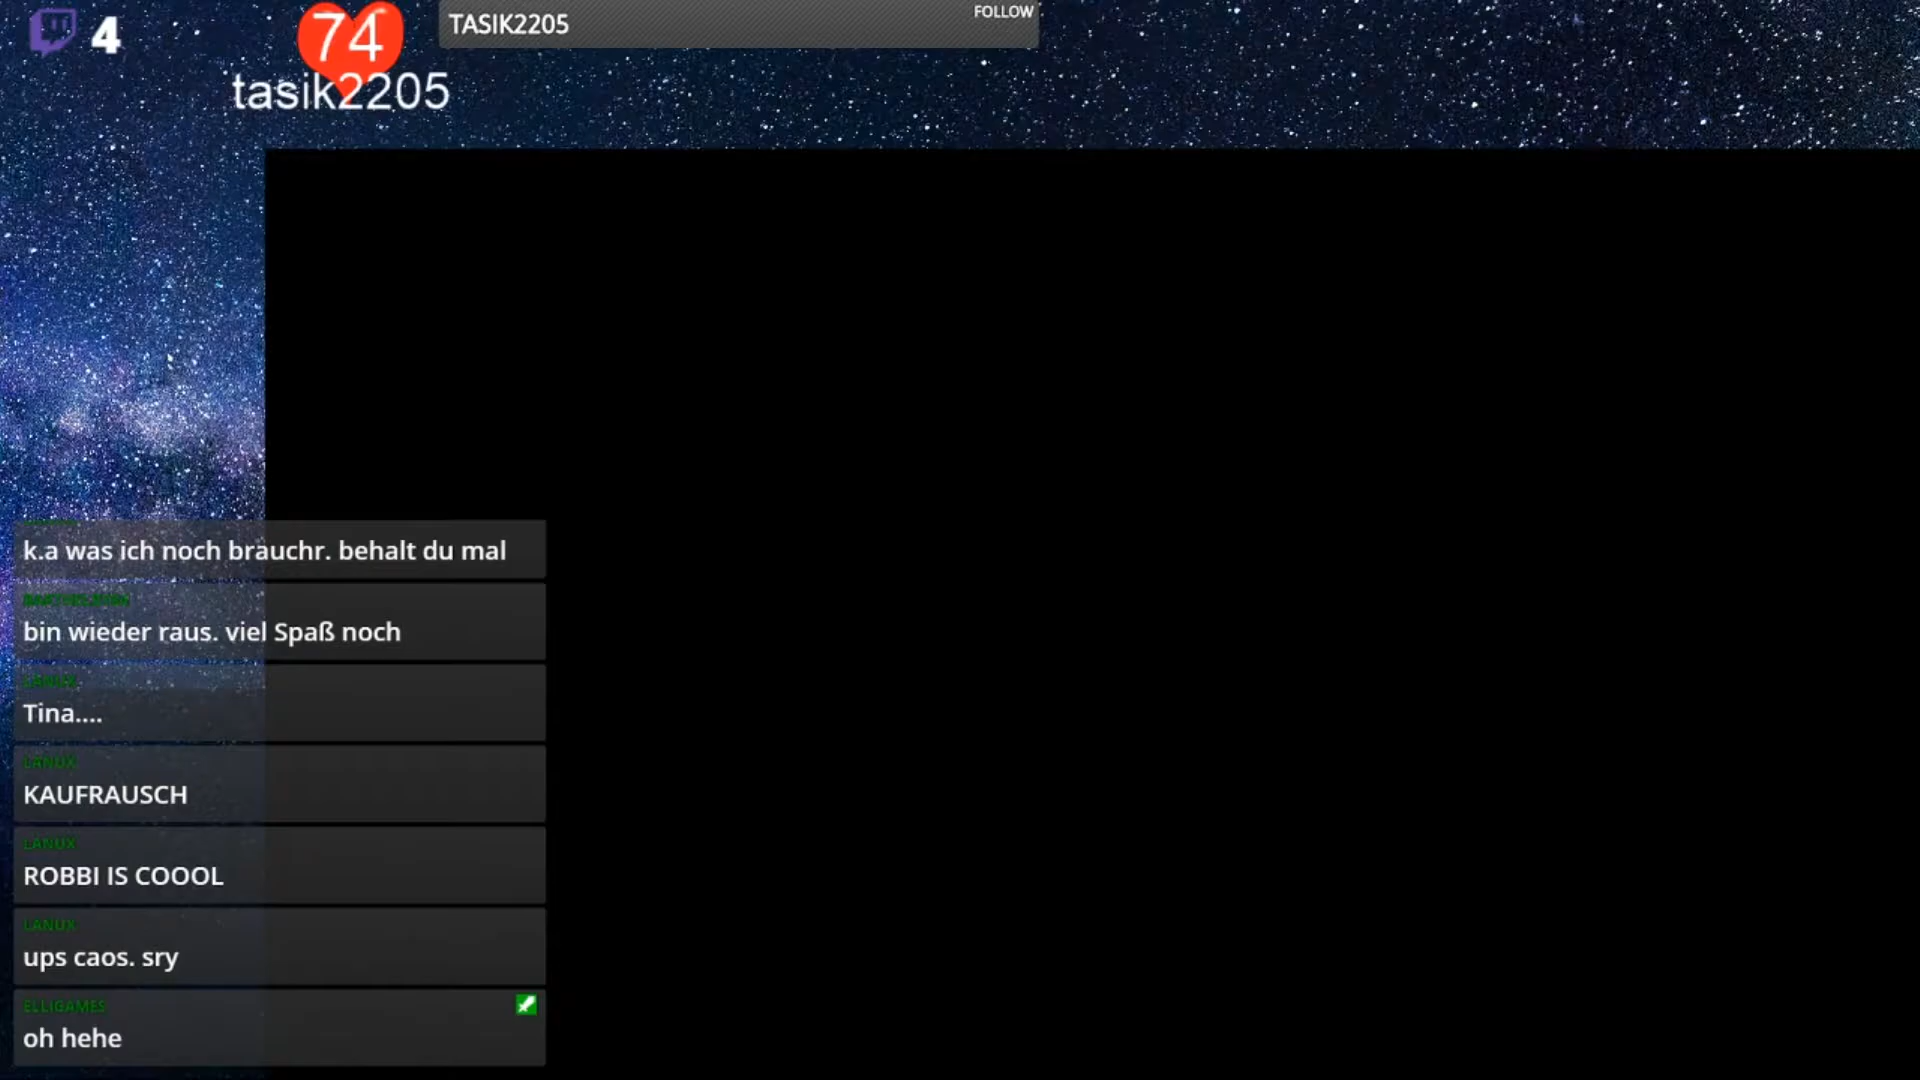 4
74
tasik2205
TASIK2205
FOLLOW
k.a was ich noch brauchr. behalt du mal
bin wieder raus. viel Spaß noch
LANUX
Tina....
LANUX
KAUFRAUSCH
LANUX
ROBBI IS COOOL
LANUX
ups caos. sry
ELLIGAMES
oh hehe